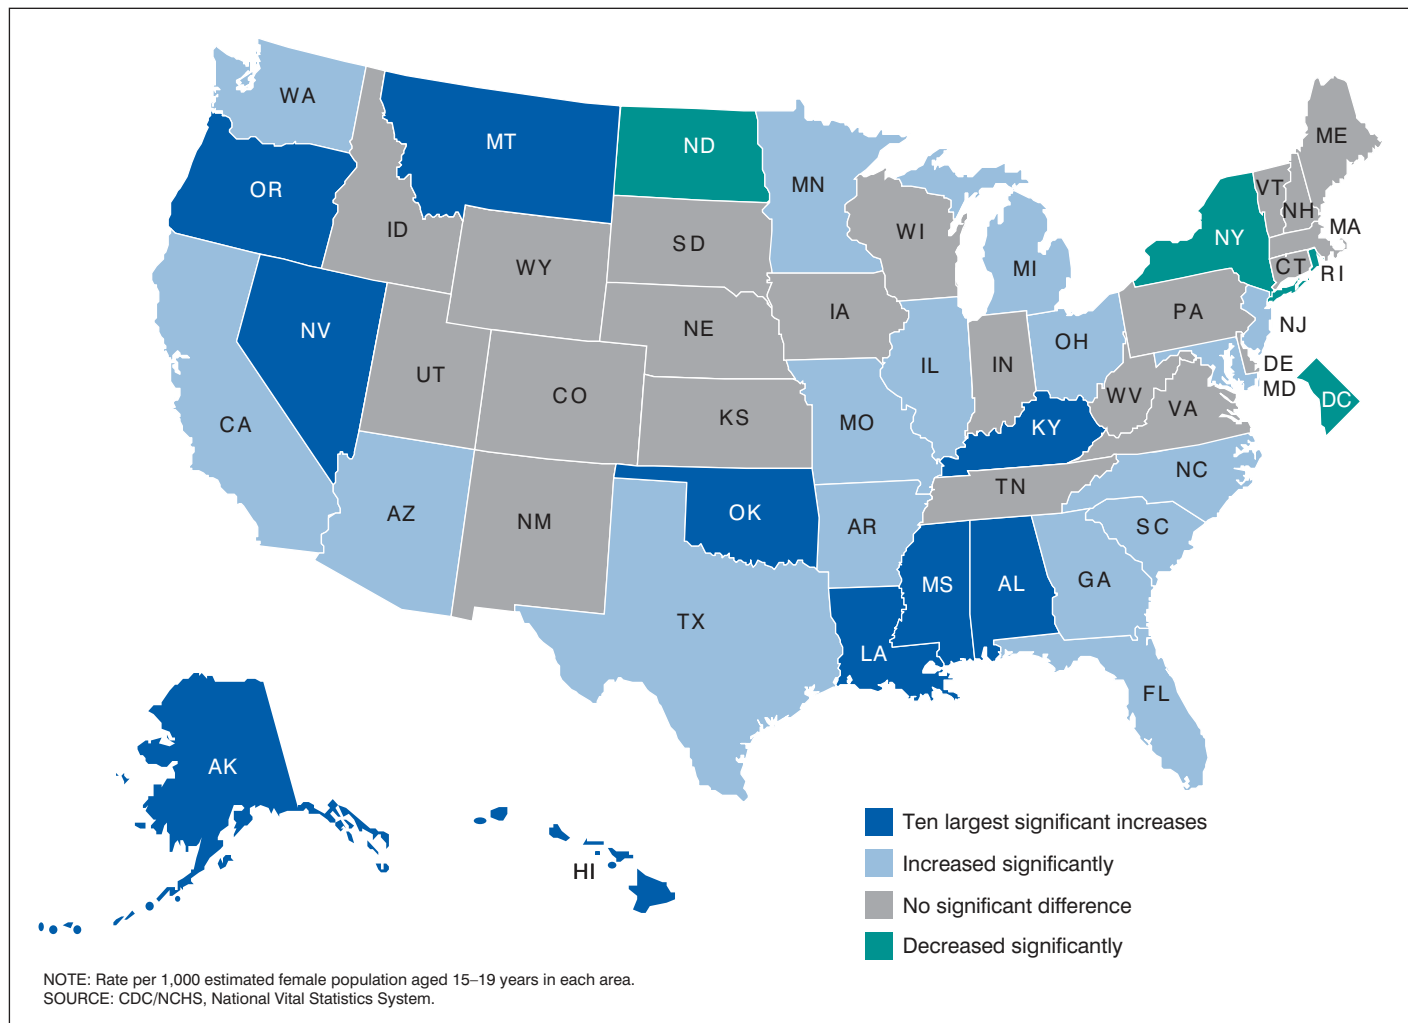 WA
MT
ND
MN
ME
OR
VT
NH
ID
SD
WI
MI
NY
MA
WY
CT
RI
NV
NE
IA
PA
NJ
UT
CO
IL
IN
OH
DE
MD
CA
KS
MO
WV
VA
DC
KY
AZ
NM
OK
AR
TN
NC
SC
TX
MS
AL
GA
LA
FL
AK
HI
Ten largest significant increases
Increased significantly
No significant difference
Decreased significantly
NOTE: Rate per 1,000 estimated female population aged 15–19 years in each area.
SOURCE: CDC/NCHS, National Vital Statistics System.